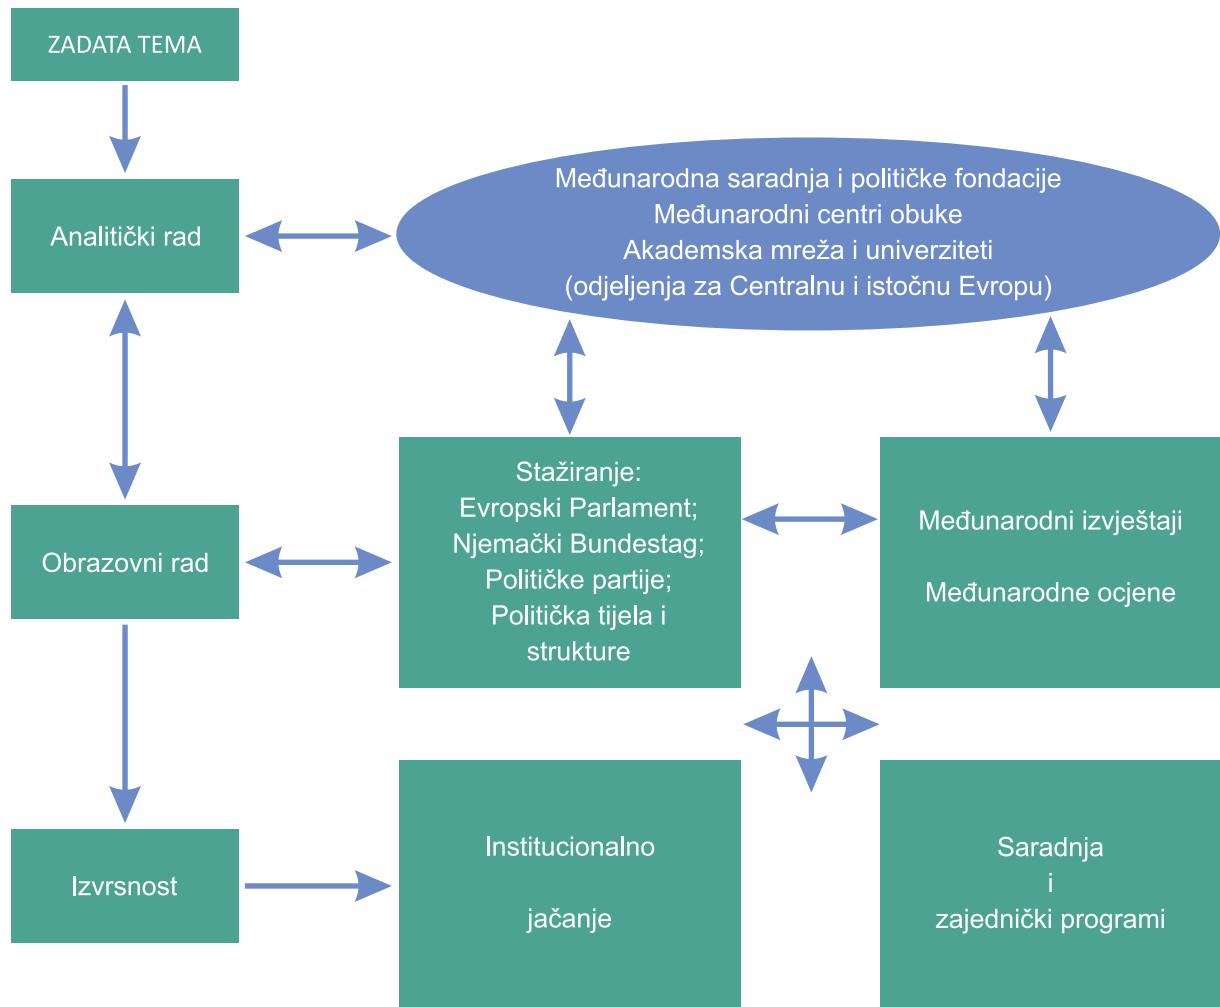 ZADATA TEMA
Analitički rad
Međunarodna saradnja i političke fondacije
Međunarodni centri obuke
Akademska mreža i univerziteti
(odjeljenja za Centralnu i istočnu Evropu)
Obrazovni rad
Stažiranje:
Evropski Parlament;
Njemački Bundestag;
Političke partije;
Politička tijela i
strukture
Međunarodni izvještaji
Međunarodne ocjene
Izvrsnost
Institucionalno
jačanje
Saradnja
i
zajednički programi